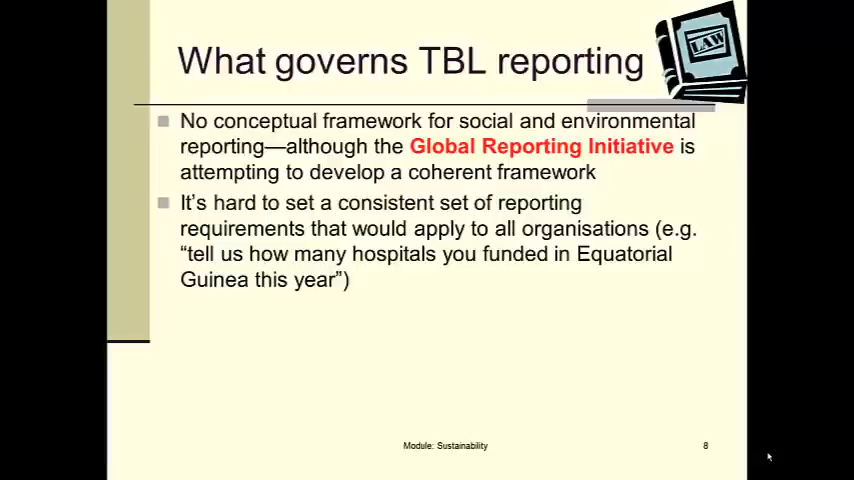 What governs TBL reporting
LAW
No conceptual framework for social and environmental
reporting—although the Global Reporting Initiative is
attempting to develop a coherent framework
It’s hard to set a consistent set of reporting
requirements that would apply to all organisations (e.g.
“tell us how many hospitals you funded in Equatorial
Guinea this year”)
Module: Sustainability
8